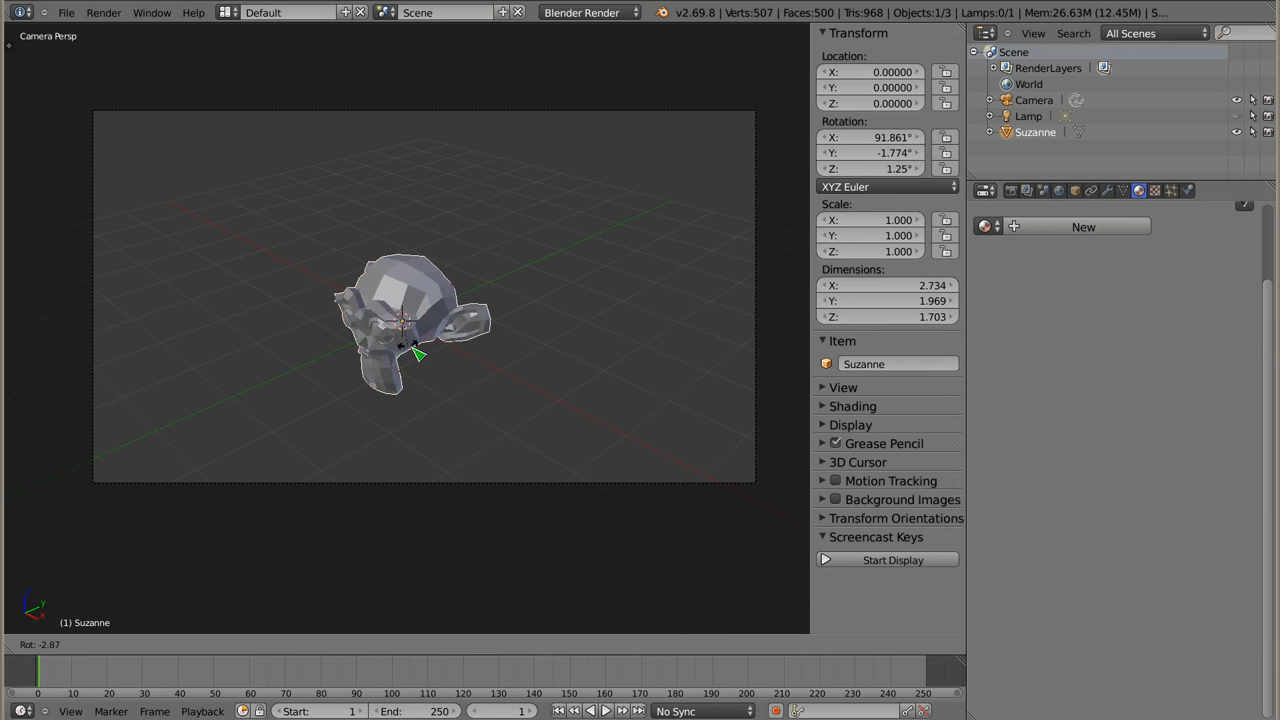 File Render Window Help Default Scene Blender Render v2.69.8 | Verts:507 | Faces:500 | Tris:968 | Objects:1/3 | Lamps:0/1 | Mem:26.63M (12.45M) | S...
Camera Persp
Transform
Location:
X: 0.00000
Y: 0.00000
Z: 0.00000
Rotation:
X: 91.861°
Y: -1.774°
Z: 1.25°
XYZ Euler
Scale:
X: 1.000
Y: 1.000
Z: 1.000
Dimensions:
X: 2.734
Y: 1.969
Z: 1.703
Item
Suzanne
View
Shading
Display
Grease Pencil
3D Cursor
Motion Tracking
Background Images
Transform Orientations
Screencast Keys
Start Display
View Search All Scenes
Scene
RenderLayers |
World
Camera |
Lamp |
Suzanne |
New
z
y
x
(1) Suzanne
Rot: -2.87
0 10 20 30 40 50 60 70 80 90 100 110 120 130 140 150 160 170 180 190 200 210 220 230 240 250
View Marker Frame Playback Start: 1 End: 250 1 No Sync